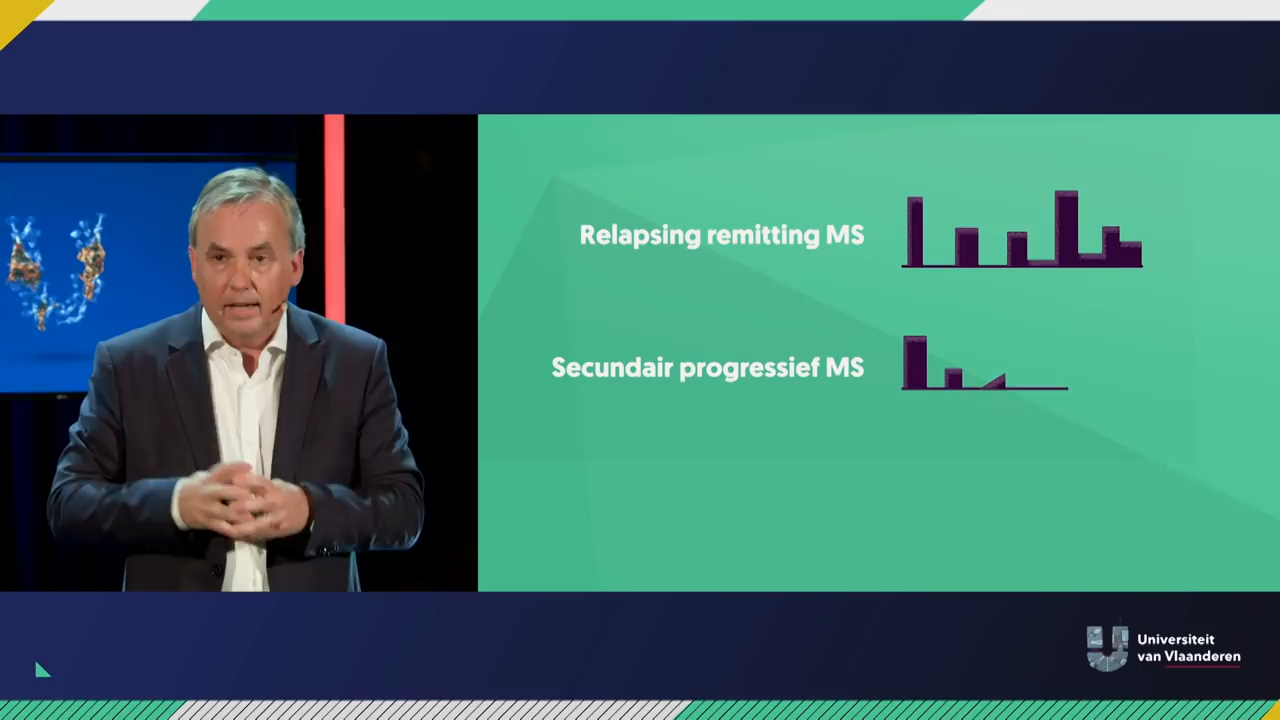 Relapsing remitting MS
Secundair progressief MS
Universiteit
van Vlaanderen